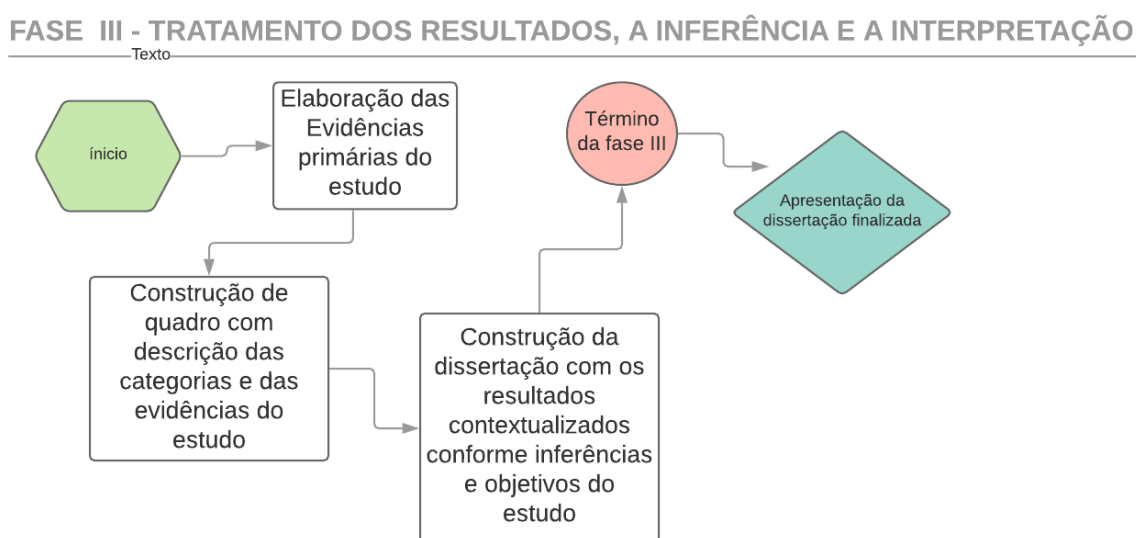 FASE III - TRATAMENTO DOS RESULTADOS, A INFERÊNCIA E A INTERPRETAÇÃO
Texto
ínicio
Elaboração das
Evidências
primárias do
estudo
Construção de
quadro com
descrição das
categorias e das
evidências do
estudo
Construção da
dissertação com os
resultados
contextualizados
conforme inferências
e objetivos do
estudo
Término
da fase III
Apresentação da
dissertação finalizada